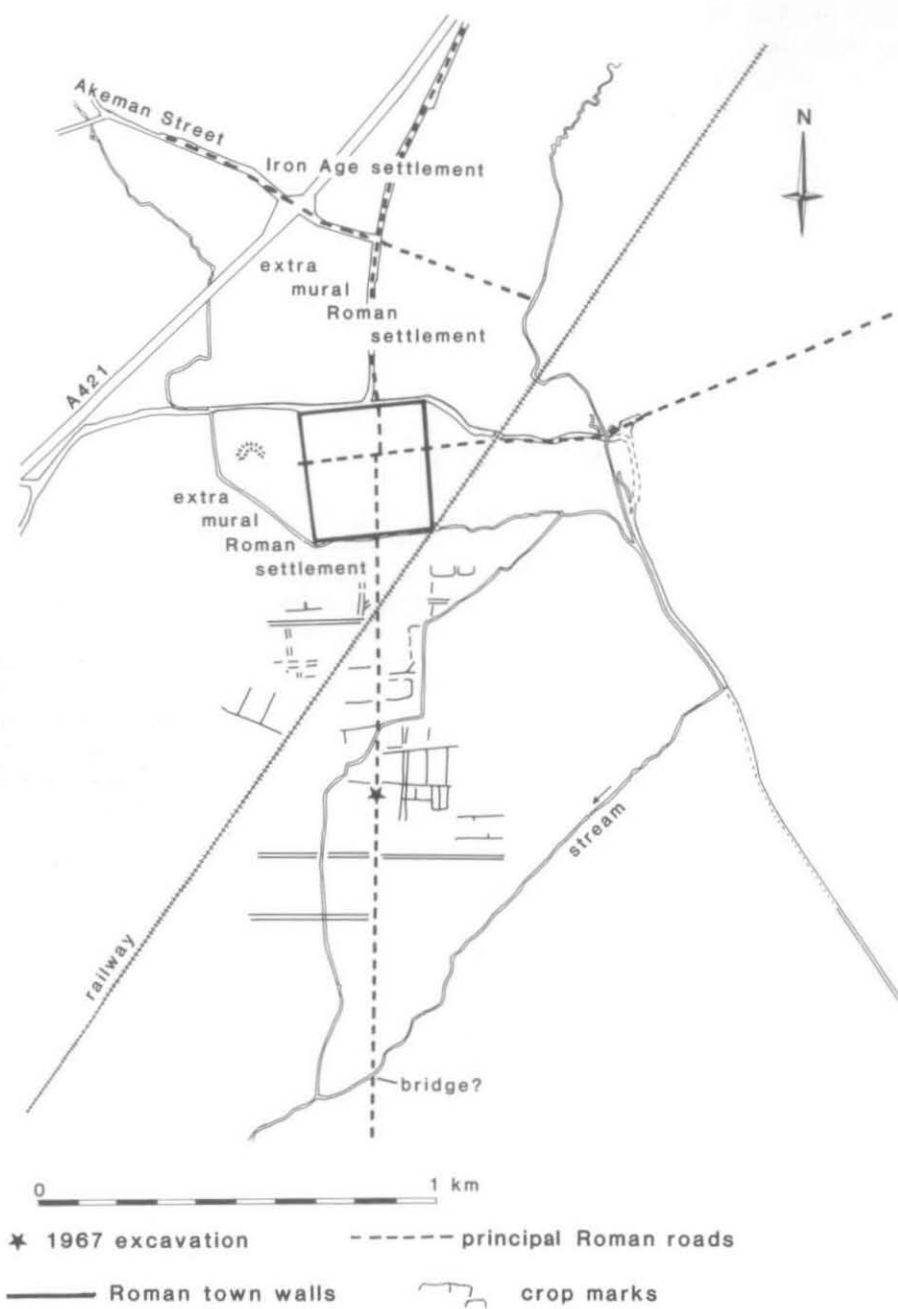 Akeman Street
N
Iron Age settlement
extra
mural
Roman
settlement
A421
extra
mural
Roman
settlement
stream
railway
bridge?
0 1 km
1967 excavation
principal Roman roads
Roman town walls
crop marks